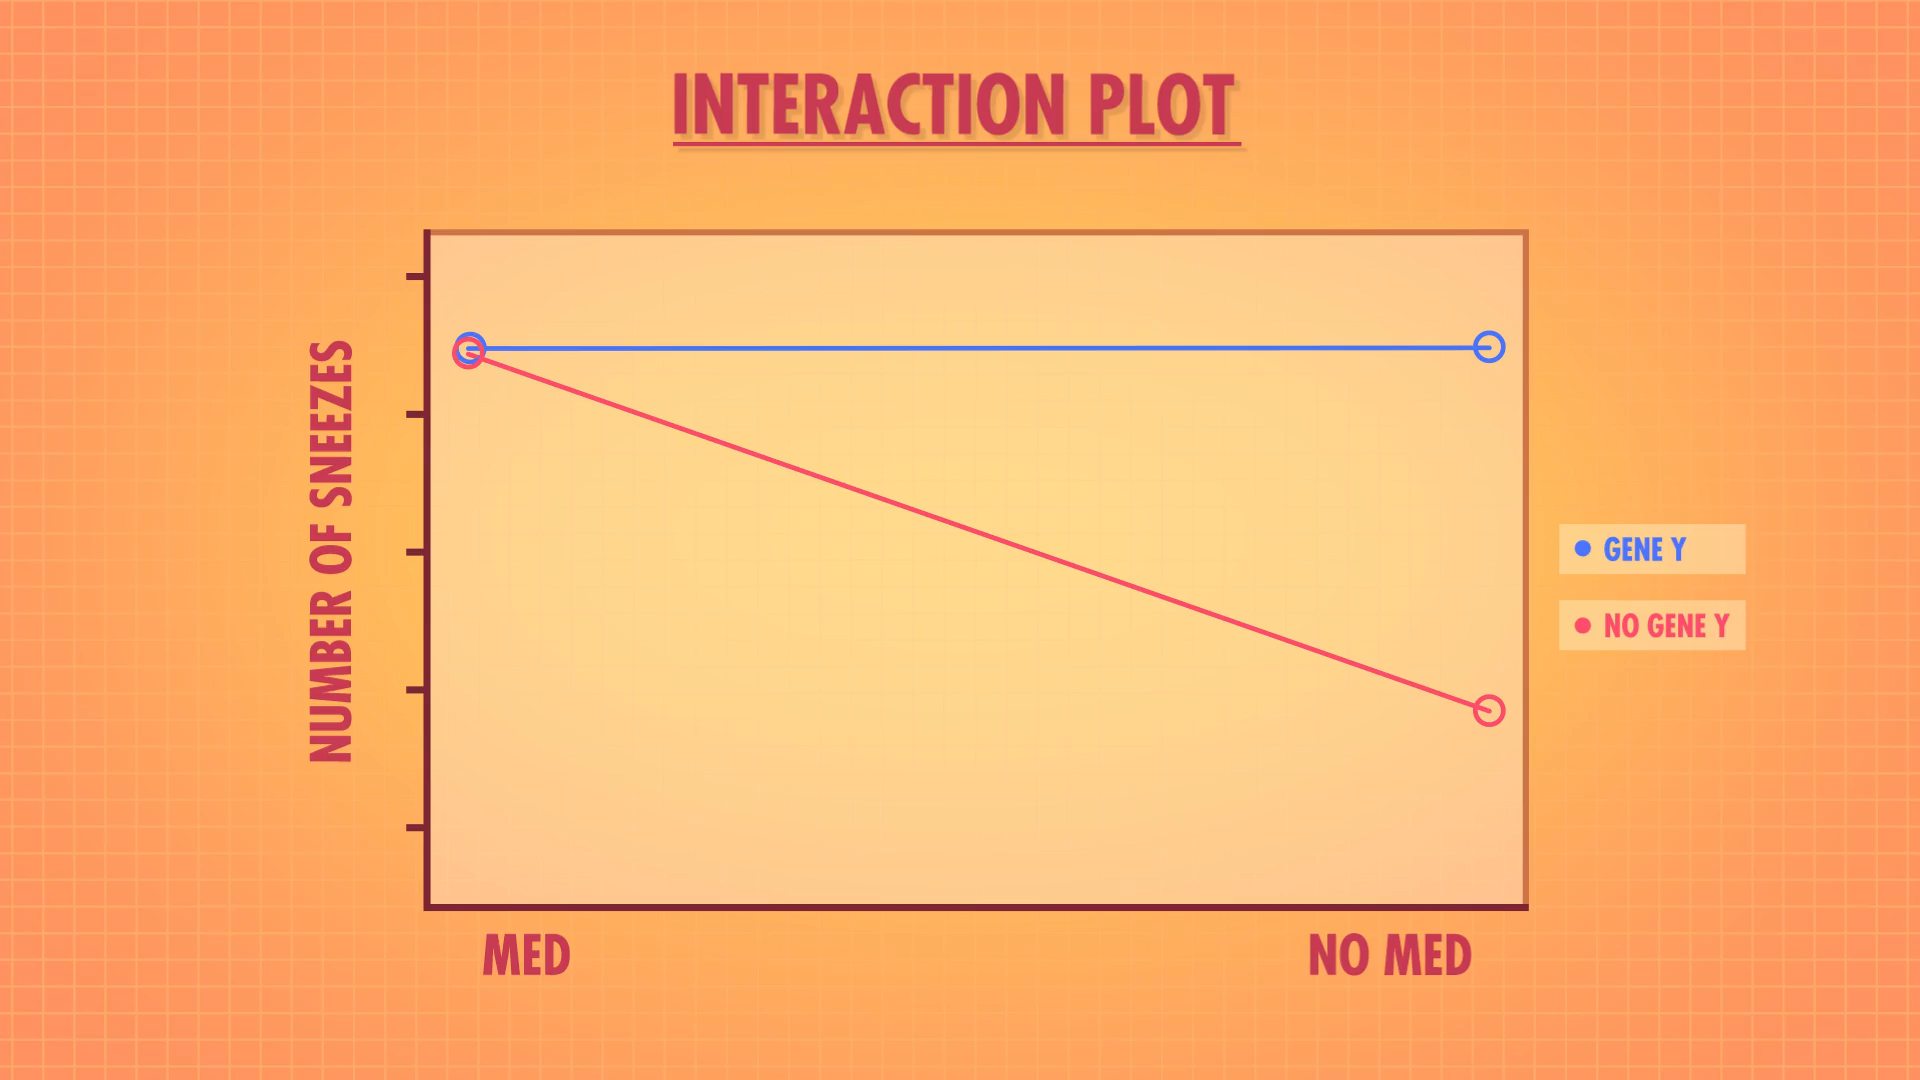 INTERACTION PLOT
NUMBER OF SNEEZES
GENE Y
NO GENE Y
MED
NO MED